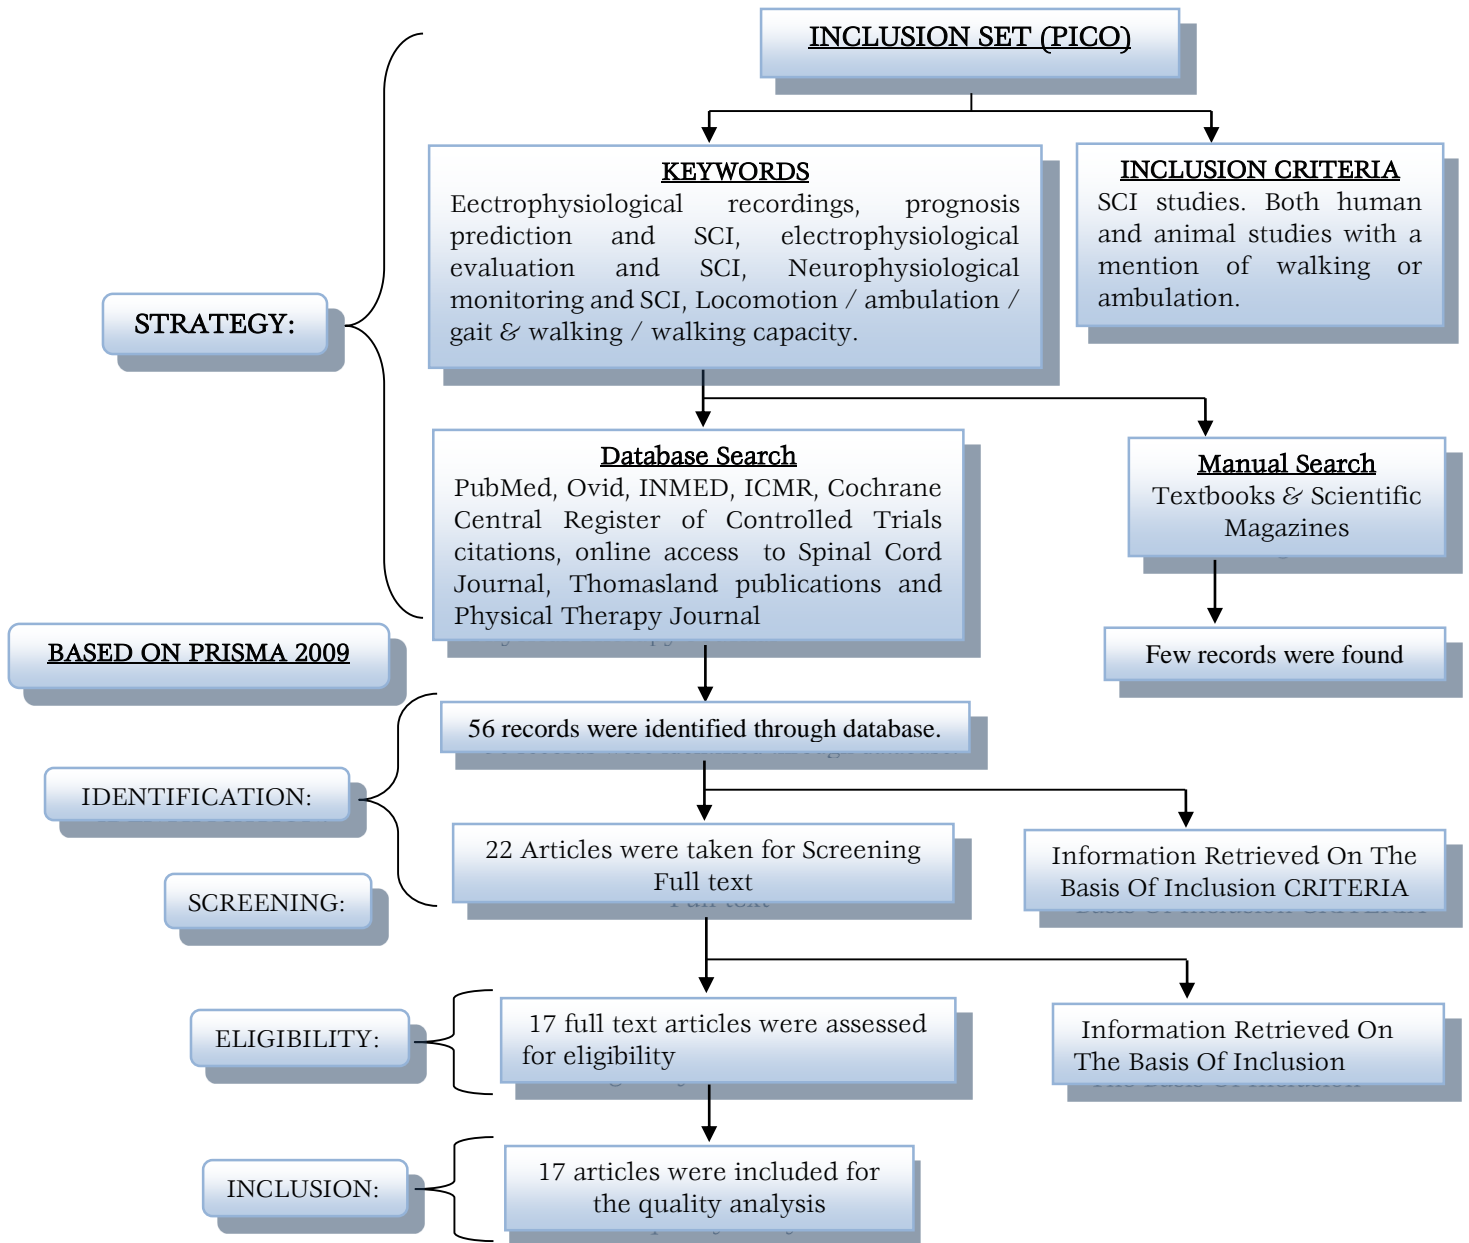 INCLUSION SET (PICO)
KEYWORDS
Eectrophysiological recordings, prognosis
prediction and SCI, electrophysiological
evaluation and SCI, Neurophysiological
monitoring and SCI, Locomotion / ambulation /
gait & walking / walking capacity.
INCLUSION CRITERIA
SCI studies. Both human
and animal studies with a
mention of walking or
ambulation.
STRATEGY:
Database Search
PubMed, Ovid, INMED, ICMR, Cochrane
Central Register of Controlled Trials
citations, online access to Spinal Cord
Journal, Thomasland publications and
Physical Therapy Journal
Manual Search
Textbooks & Scientific
Magazines
Few records were found
BASED ON PRISMA 2009
56 records were identified through database.
IDENTIFICATION:
22 Articles were taken for Screening
Full text
Information Retrieved On The
Basis Of Inclusion CRITERIA
SCREENING:
ELIGIBILITY:
17 full text articles were assessed
for eligibility
Information Retrieved On
The Basis Of Inclusion
INCLUSION:
17 articles were included for
the quality analysis